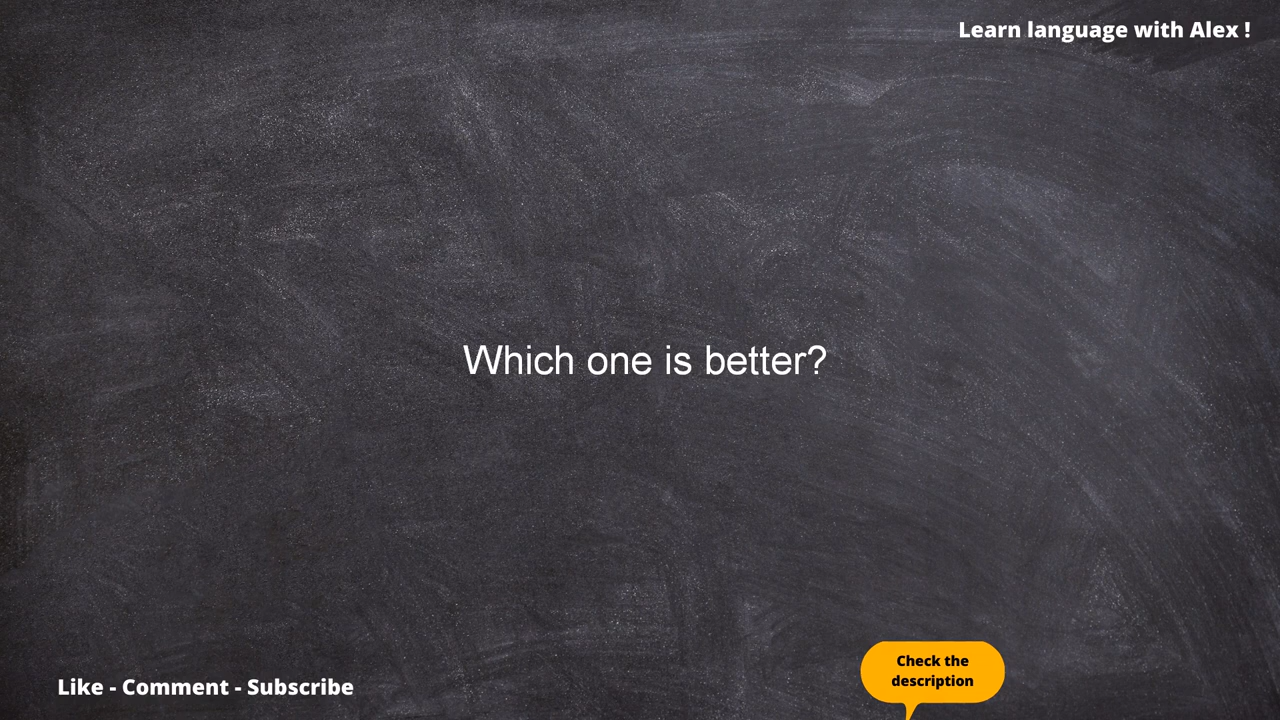 Learn language with Alex !
Which one is better?
Check the
description
Like - Comment - Subscribe